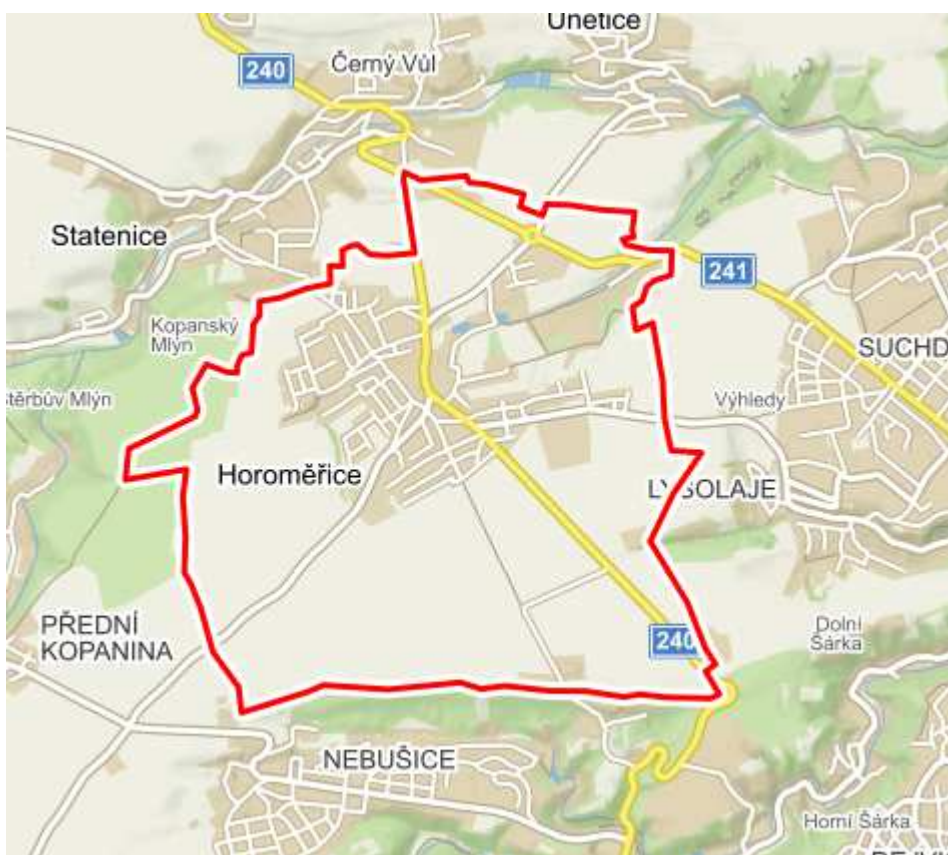 Únetice
Černý Vůl
240
Statenice
241
Kopanský
Mlýn
SUCHD
Štěrbův Mlýn
Výhledy
Horoměřice
LYSOLAJE
PŘEDNÍ
KOPANINA
240
Dolní
Šárka
NEBUŠICE
Horní Šárka